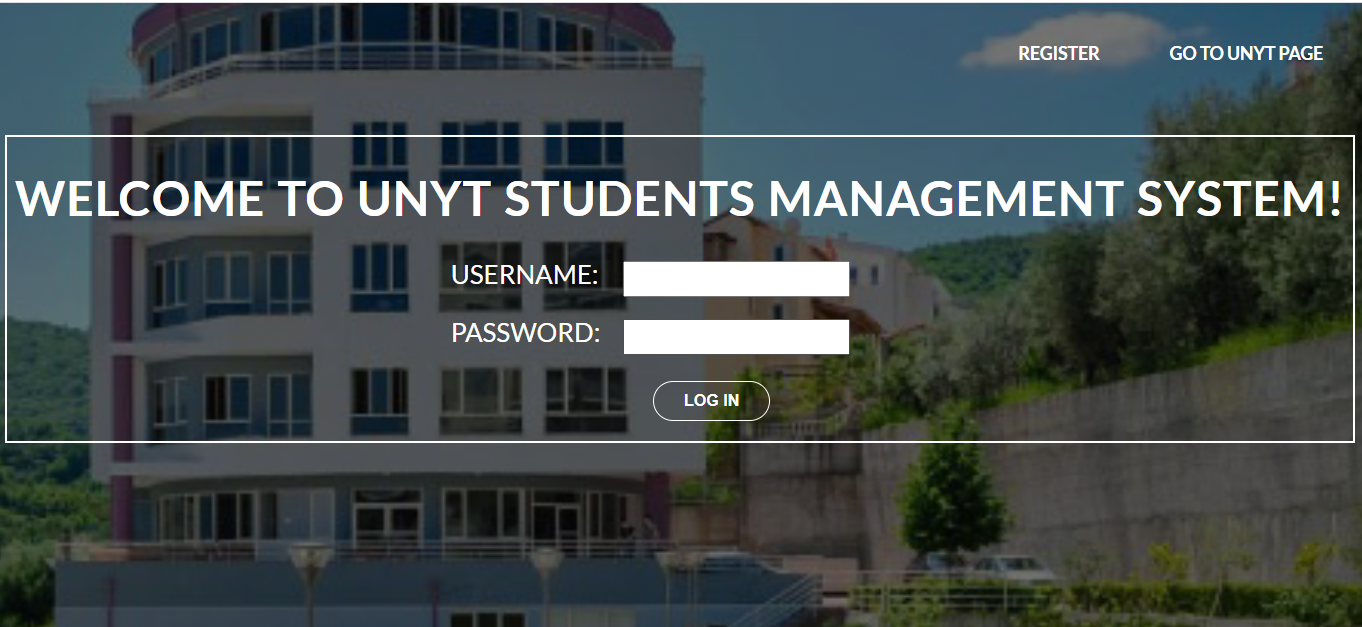 REGISTER GO TO UNYT PAGE
WELCOME TO UNYT STUDENTS MANAGEMENT SYSTEM!
USERNAME:
PASSWORD:
LOG IN